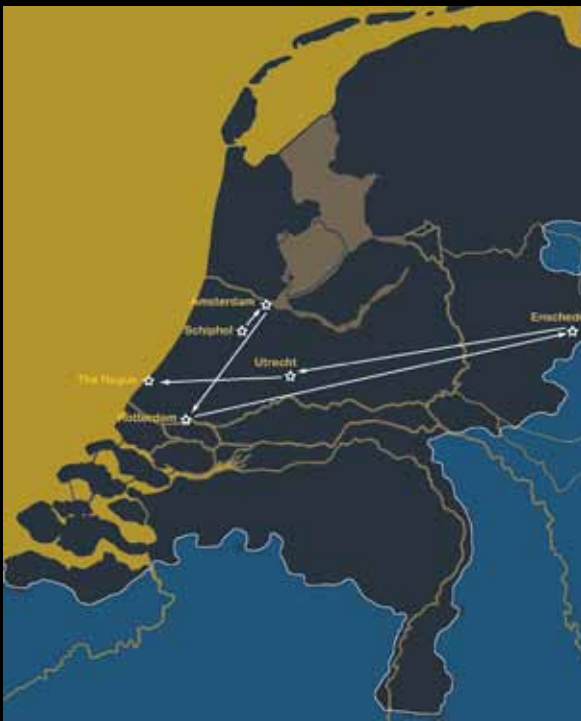 Amsterdam
Schiphol
Enschede
Utrecht
The Hague
Rotterdam